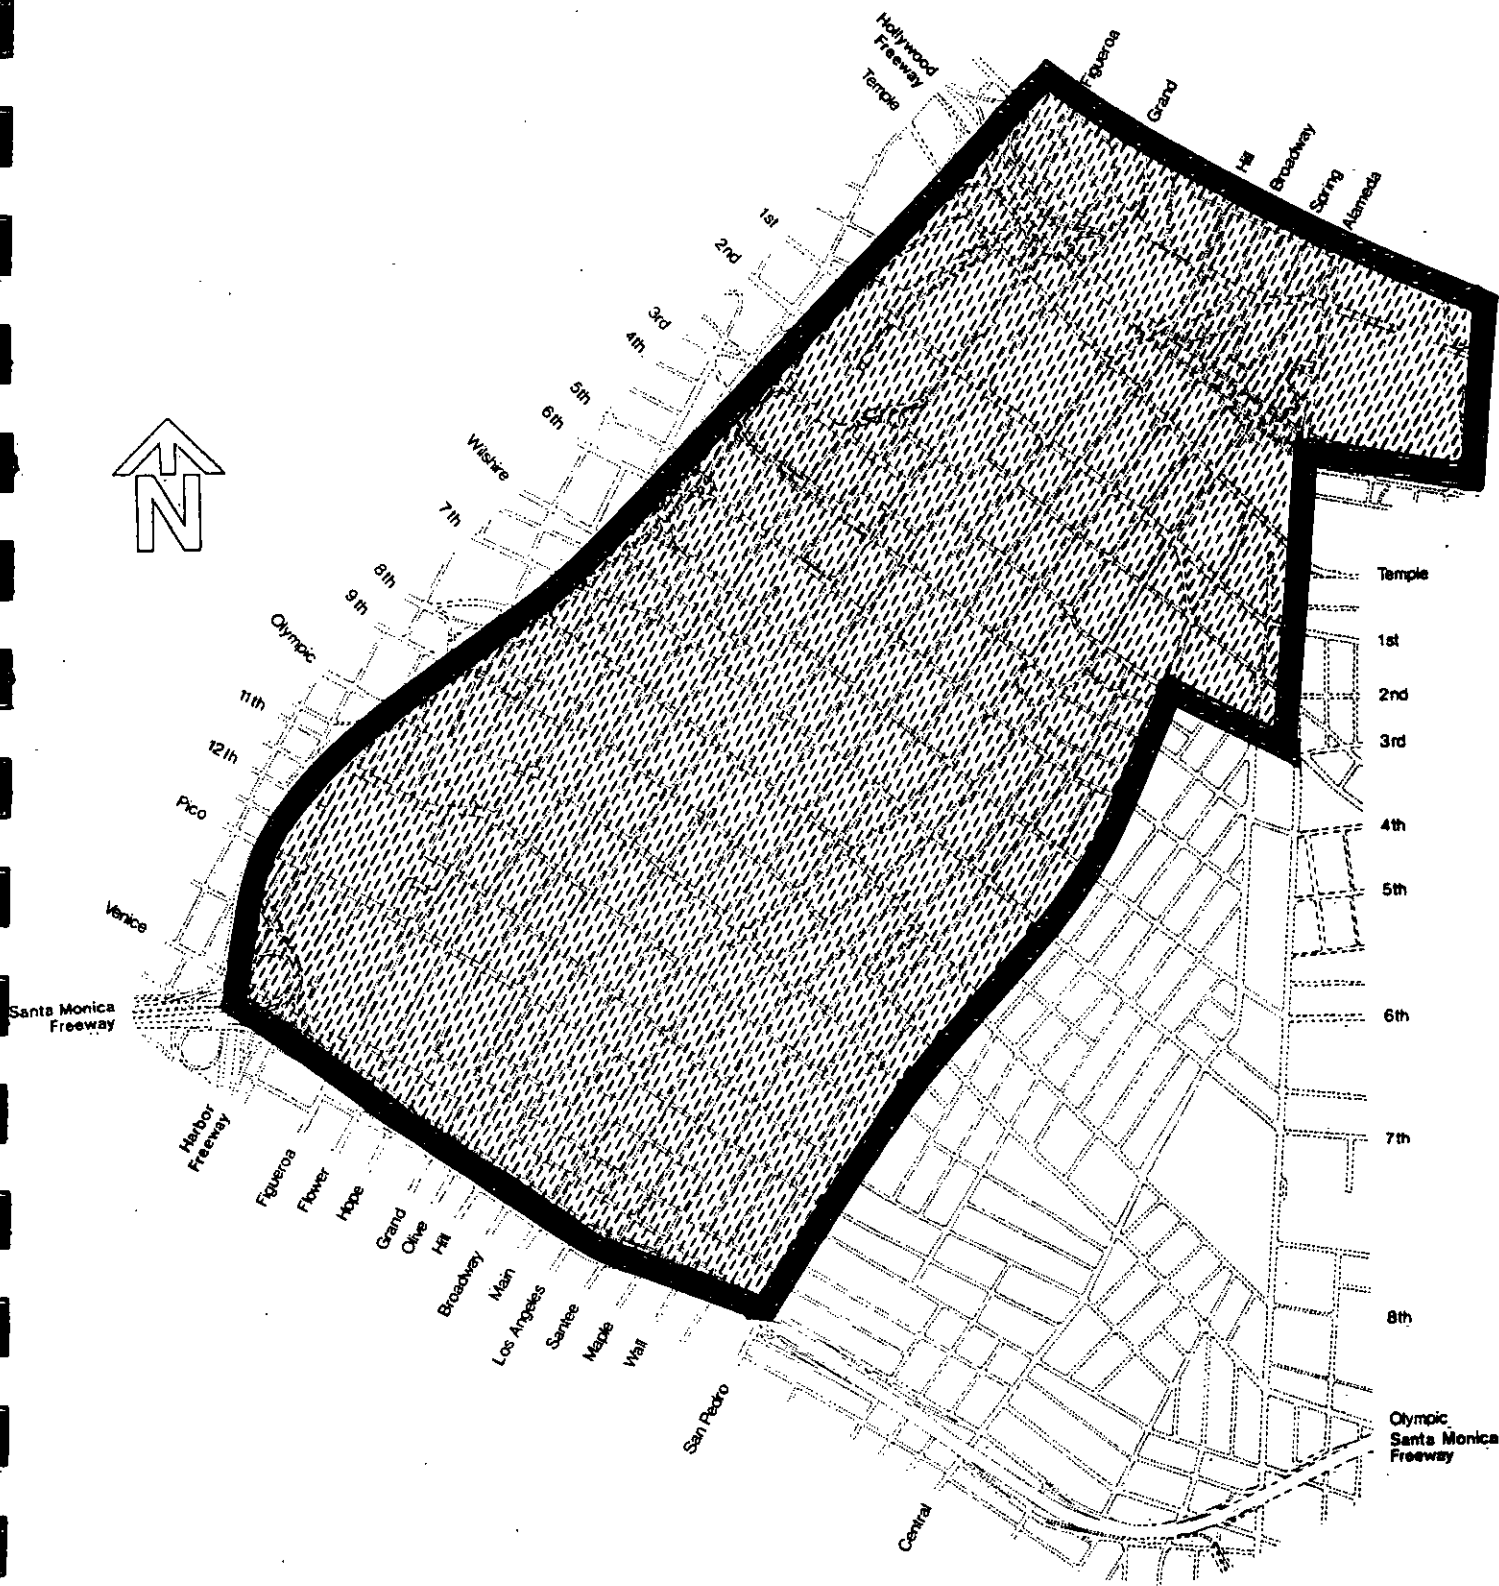 Hollywood
Freeway
Temple
Figueroa
Grand
Hill
Broadway
Spring
Alameda
1st
2nd
3rd
4th
5th
6th
Wilshire
7th
8th
9th
Olympic
11th
12th
Pico
Venice
Santa Monica
Freeway
N
Harbor
Freeway
Figueroa
Flower
Hope
Grand
Olive
Hill
Broadway
Main
Los Angeles
Santee
Maple
Wall
San Pedro
Central
Temple
1st
2nd
3rd
4th
5th
6th
7th
8th
Olympic
Santa Monica
Freeway